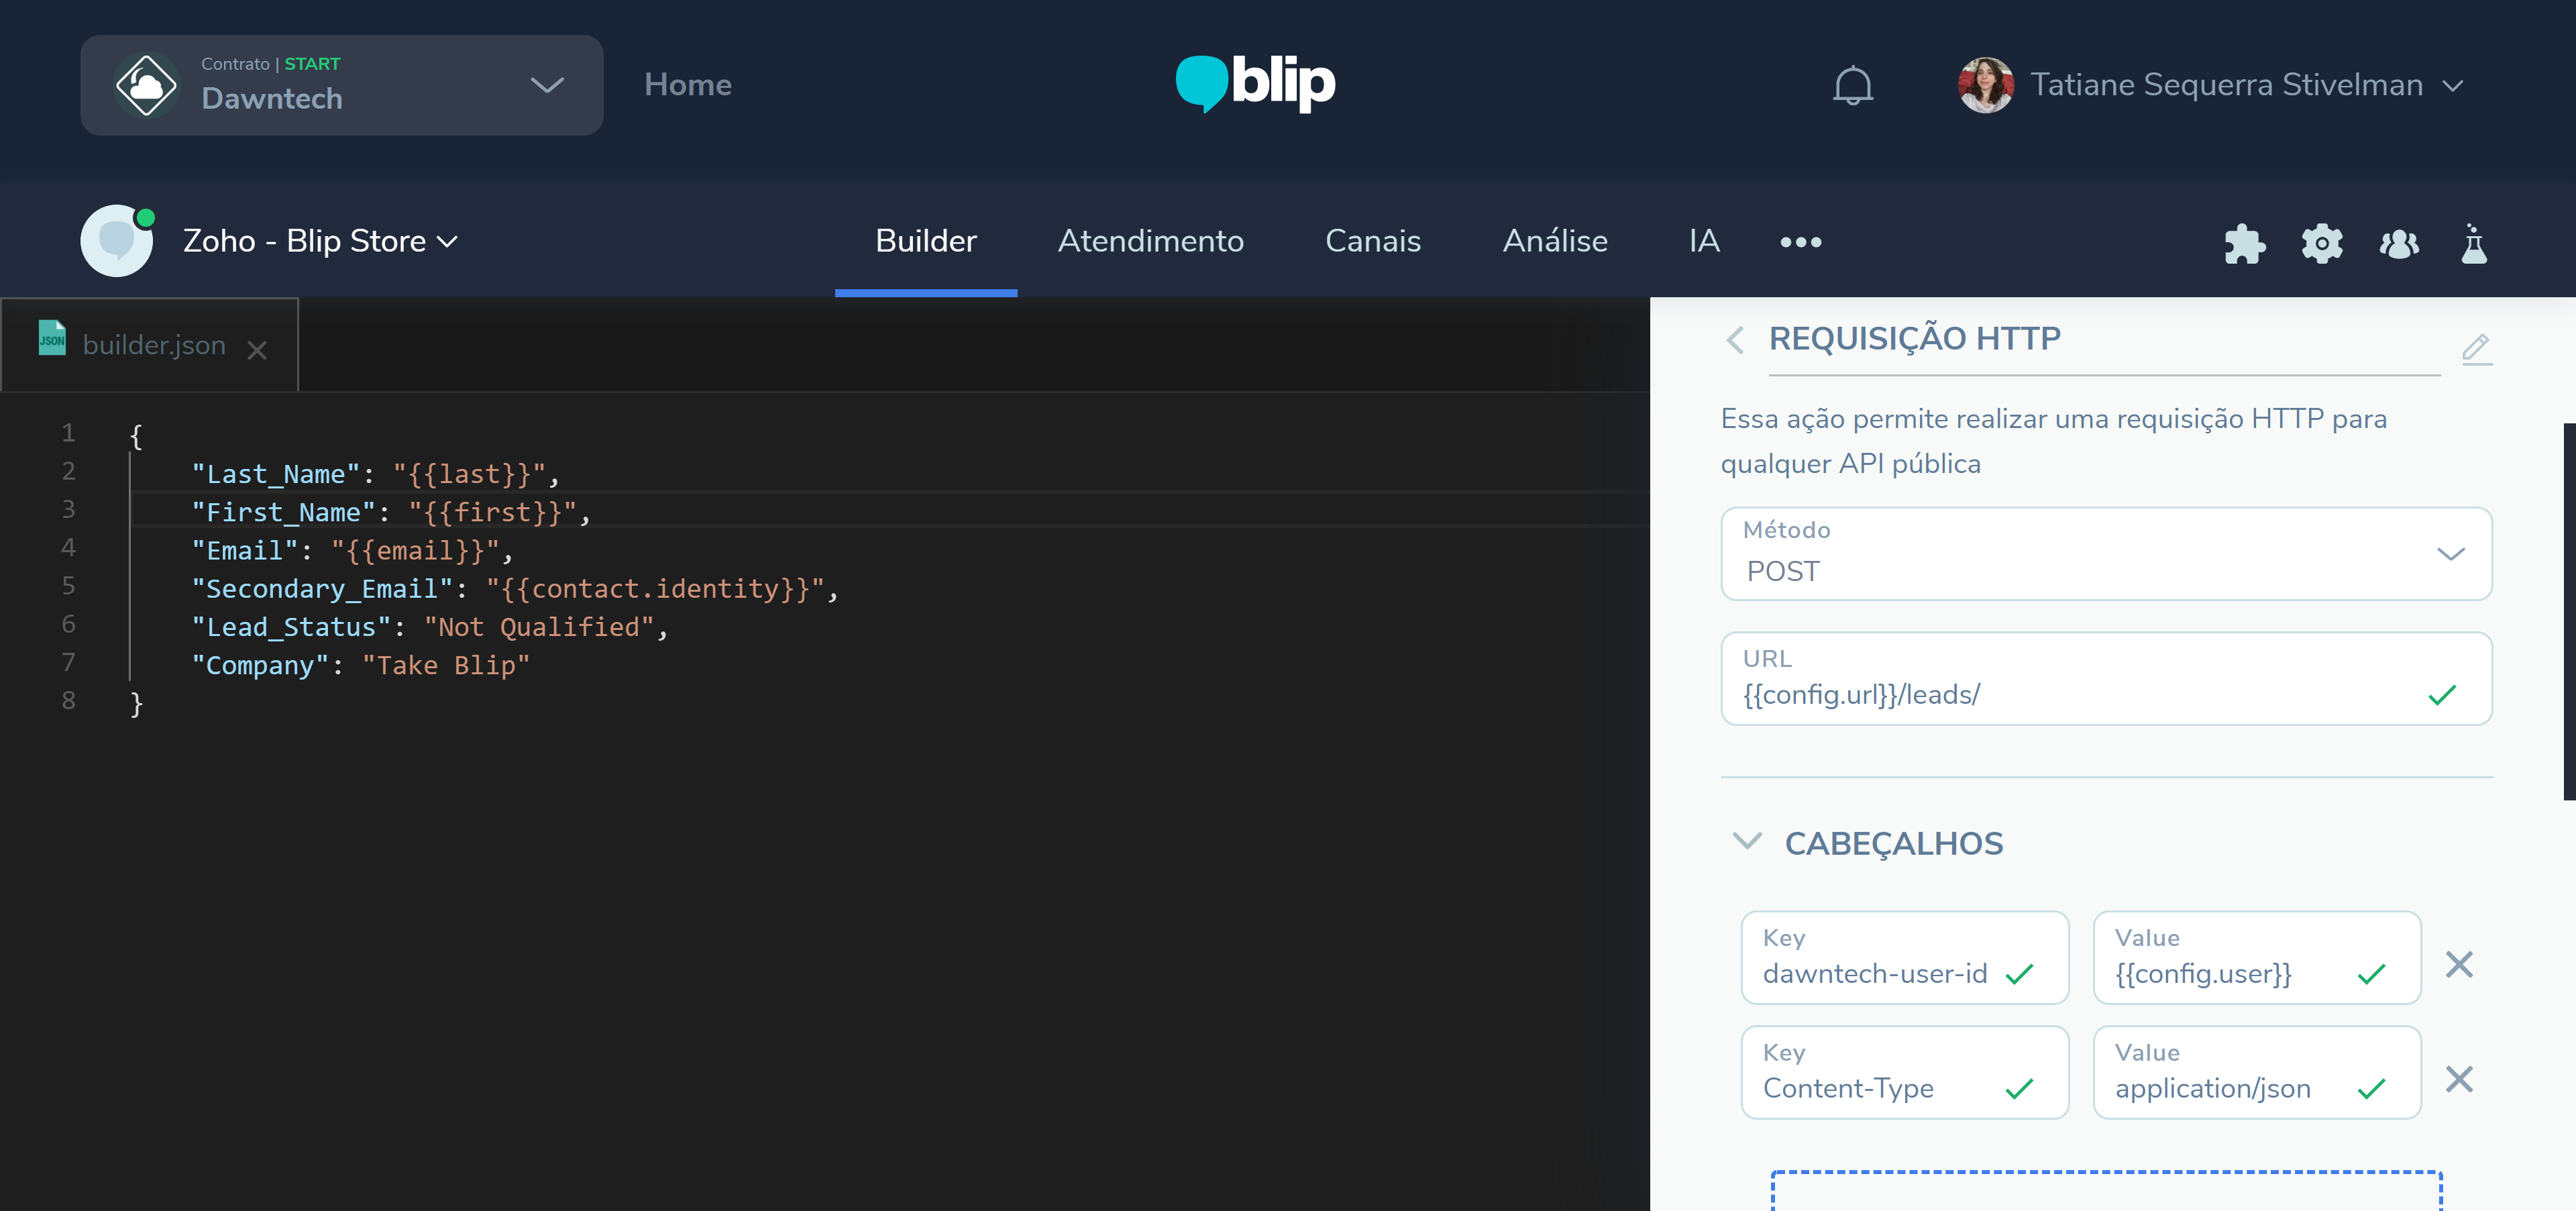 Contrato | START
Dawntech
Home
blip
Tatiane Sequerra Stivelman
Zoho - Blip Store
Builder
Atendimento
Canais
Análise
IA
JSON
builder.json
1 {
2 "Last_Name": "{{last}}",
3 "First_Name": "{{first}}",
4 "Email": "{{email}}",
5 "Secondary_Email": "{{contact.identity}}",
6 "Lead_Status": "Not Qualified",
7 "Company": "Take Blip"
8 }
REQUISIÇÃO HTTP
Essa ação permite realizar uma requisição HTTP para
qualquer API pública
Método
POST
URL
{{config.url}}/leads/
CABEÇALHOS
Key
dawntech-user-id
Value
{{config.user}}
Key
Content-Type
Value
application/json